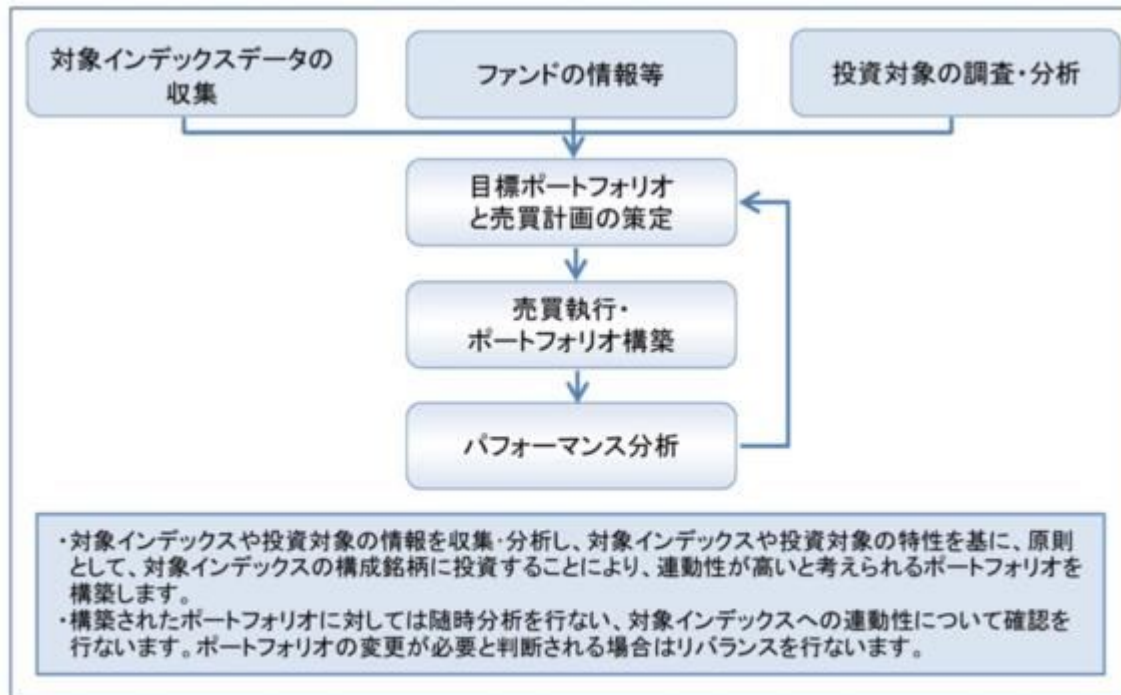 対象インデックスデータの
収集
ファンドの情報等
投資対象の調査・分析
目標ポートフォリオ
と売買計画の策定
売買執行・
ポートフォリオ構築
パフォーマンス分析
・対象インデックスや投資対象の情報を収集・分析し、対象インデックスや投資対象の特性を基に、原則
として、対象インデックスの構成銘柄に投資することにより、連動性が高いと考えられるポートフォリオを
構築します。
・構築されたポートフォリオに対しては随時分析を行ない、対象インデックスへの連動性について確認を
行ないます。ポートフォリオの変更が必要と判断される場合はリバランスを行ないます。